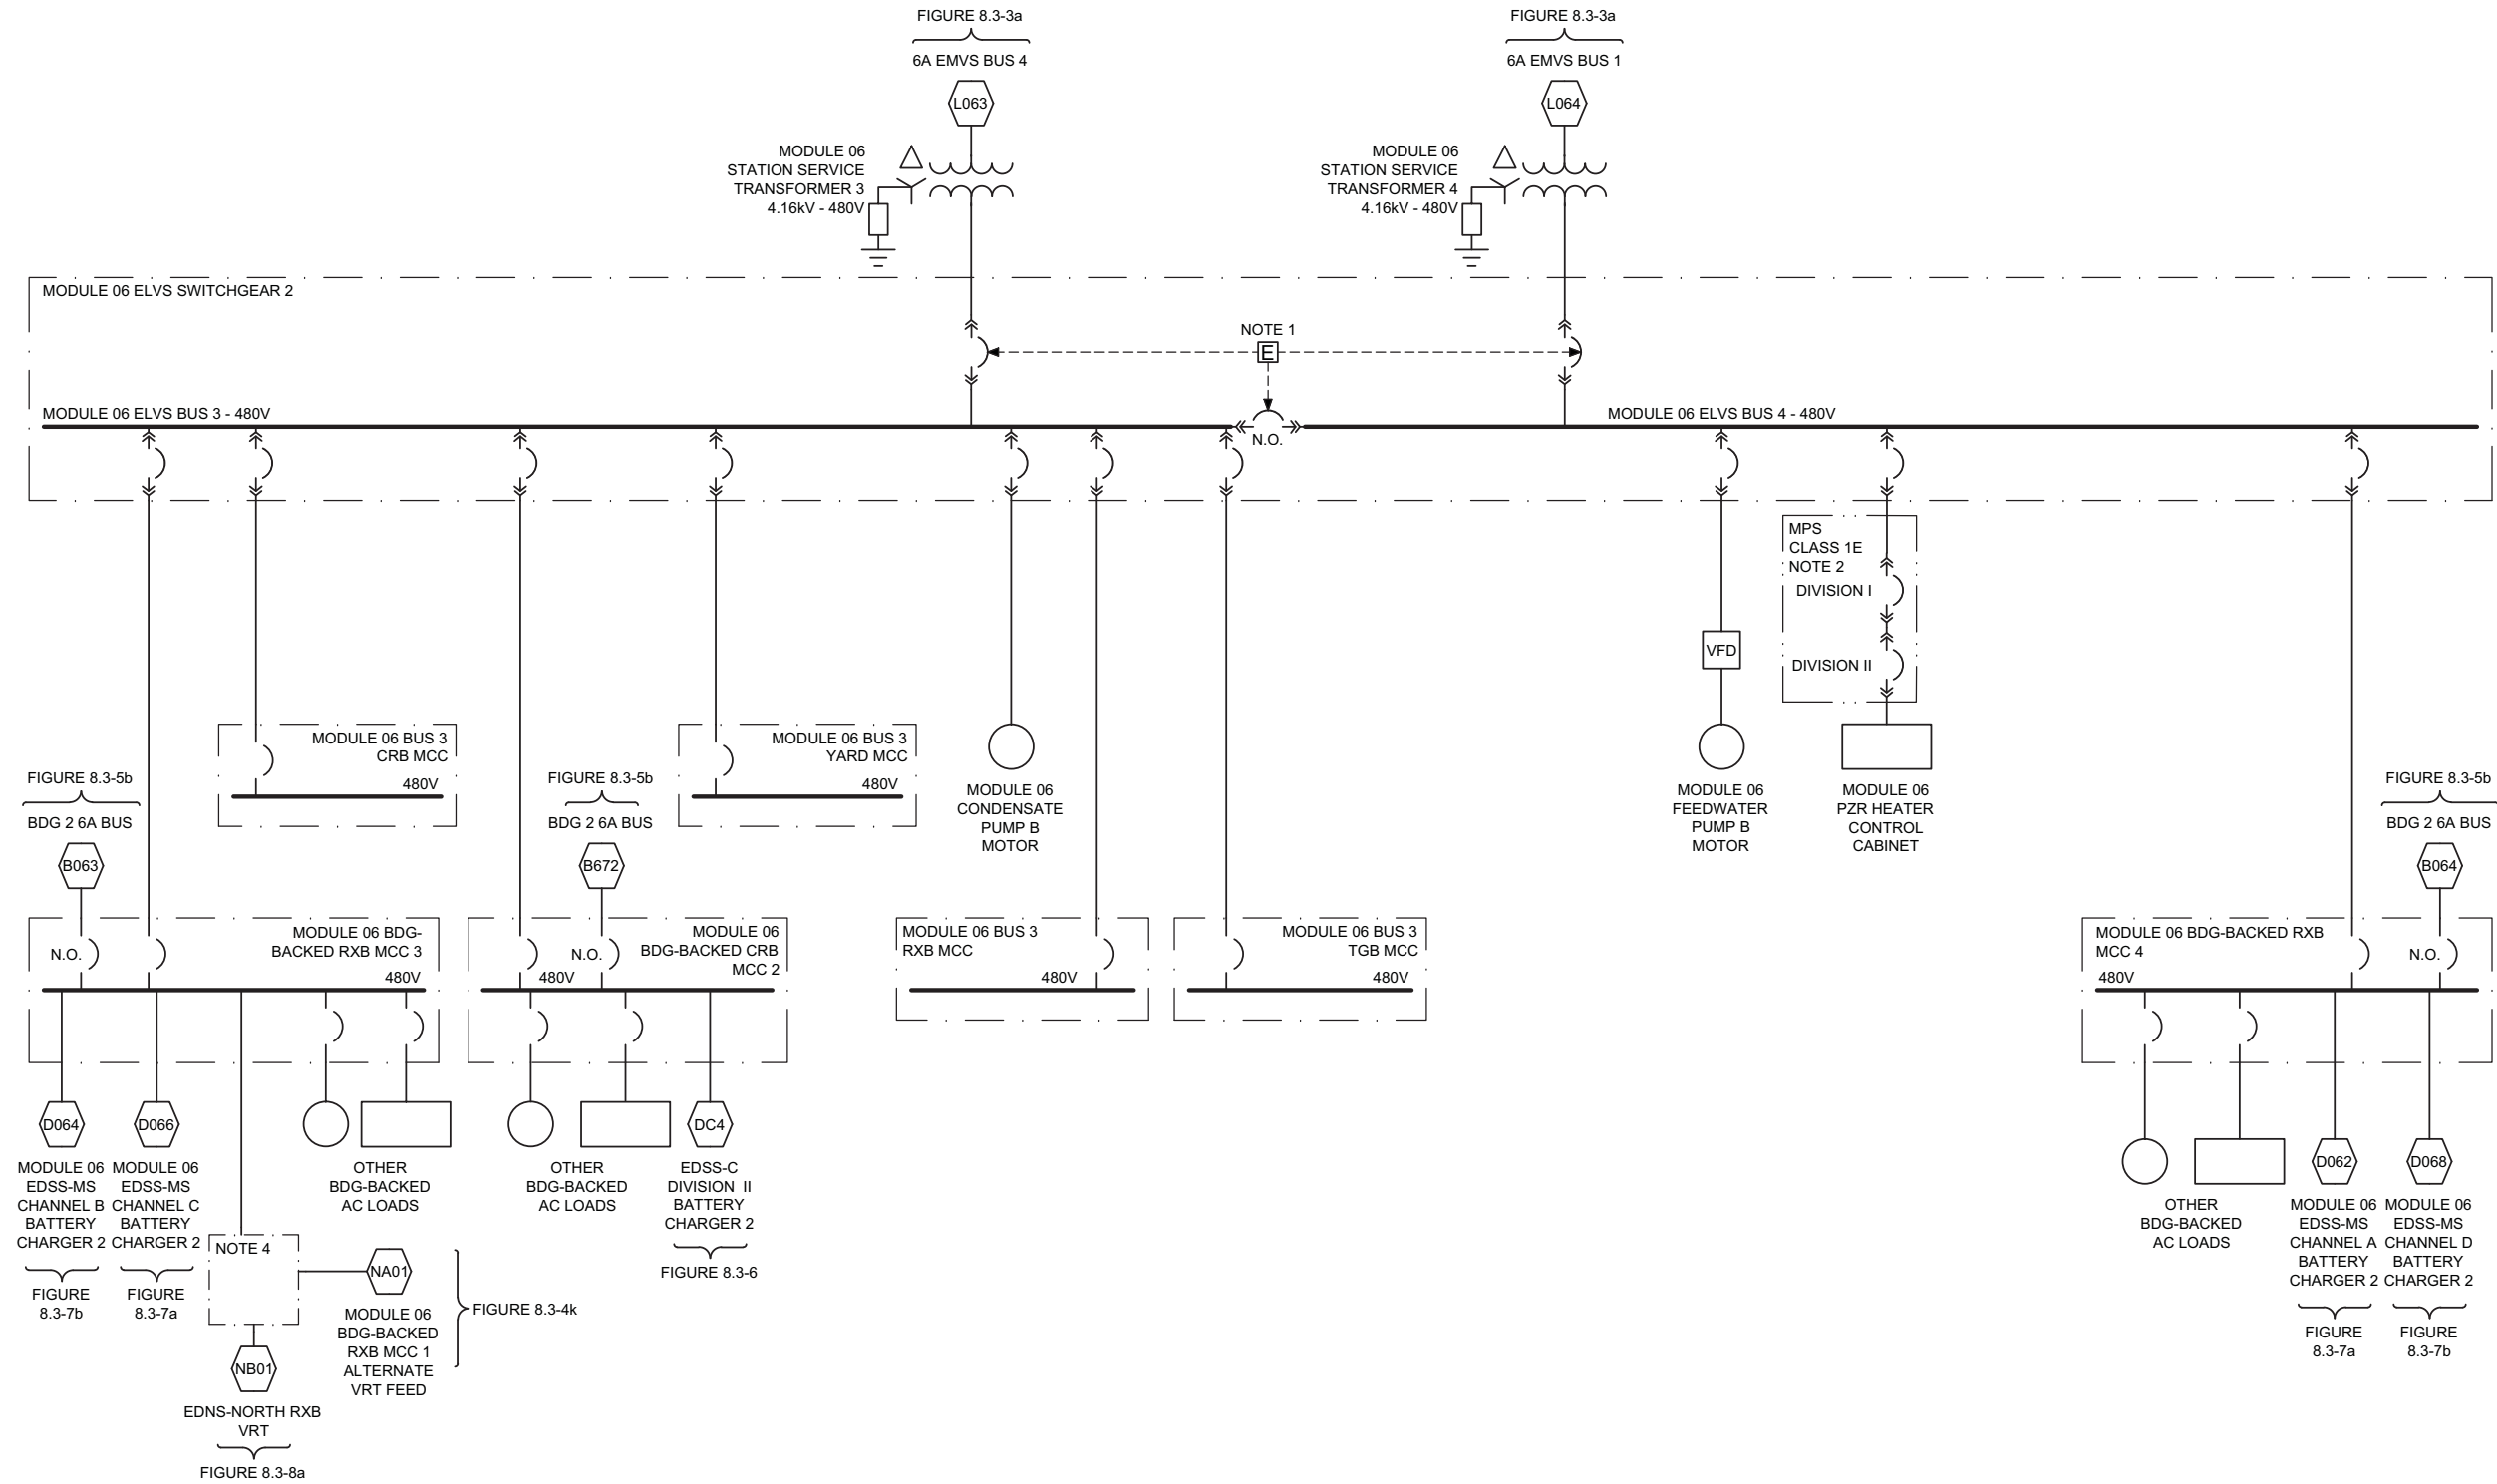 FIGURE 8.3-3a
6A EMVS BUS 4
L063
MODULE 06
STATION SERVICE
TRANSFORMER 3
4.16kV - 480V
FIGURE 8.3-3a
6A EMVS BUS 1
L064
MODULE 06
STATION SERVICE
TRANSFORMER 4
4.16kV - 480V
MODULE 06 ELVS SWITCHGEAR 2
NOTE 1
E
MODULE 06 ELVS BUS 3 - 480V
N.O.
MODULE 06 ELVS BUS 4 - 480V
MPS
CLASS 1E
NOTE 2
DIVISION I
DIVISION II
VFD
MODULE 06 BUS 3
CRB MCC
480V
MODULE 06 BUS 3
YARD MCC
480V
MODULE 06
CONDENSATE
PUMP B
MOTOR
MODULE 06
FEEDWATER
PUMP B
MOTOR
MODULE 06
PZR HEATER
CONTROL
CABINET
FIGURE 8.3-5b
BDG 2 6A BUS
B063
FIGURE 8.3-5b
BDG 2 6A BUS
B672
FIGURE 8.3-5b
BDG 2 6A BUS
B064
N.O.
MODULE 06 BDG-
BACKED RXB MCC 3
480V
N.O.
MODULE 06
BDG-BACKED CRB
MCC 2
480V
MODULE 06 BUS 3
RXB MCC
480V
MODULE 06 BUS 3
TGB MCC
480V
MODULE 06 BDG-BACKED RXB
MCC 4
480V
N.O.
D064
MODULE 06
EDSS-MS
CHANNEL B
BATTERY
CHARGER 2
FIGURE
8.3-7b
D066
MODULE 06
EDSS-MS
CHANNEL C
BATTERY
CHARGER 2
FIGURE
8.3-7a
NOTE 4
NA01
MODULE 06
BDG-BACKED
RXB MCC 1
ALTERNATE
VRT FEED
FIGURE 8.3-4k
NB01
EDNS-NORTH RXB
VRT
FIGURE 8.3-8a
OTHER
BDG-BACKED
AC LOADS
OTHER
BDG-BACKED
AC LOADS
DC4
EDSS-C
DIVISION II
BATTERY
CHARGER 2
FIGURE 8.3-6
OTHER
BDG-BACKED
AC LOADS
D062
MODULE 06
EDSS-MS
CHANNEL A
BATTERY
CHARGER 2
FIGURE
8.3-7a
D068
MODULE 06
EDSS-MS
CHANNEL D
BATTERY
CHARGER 2
FIGURE
8.3-7b